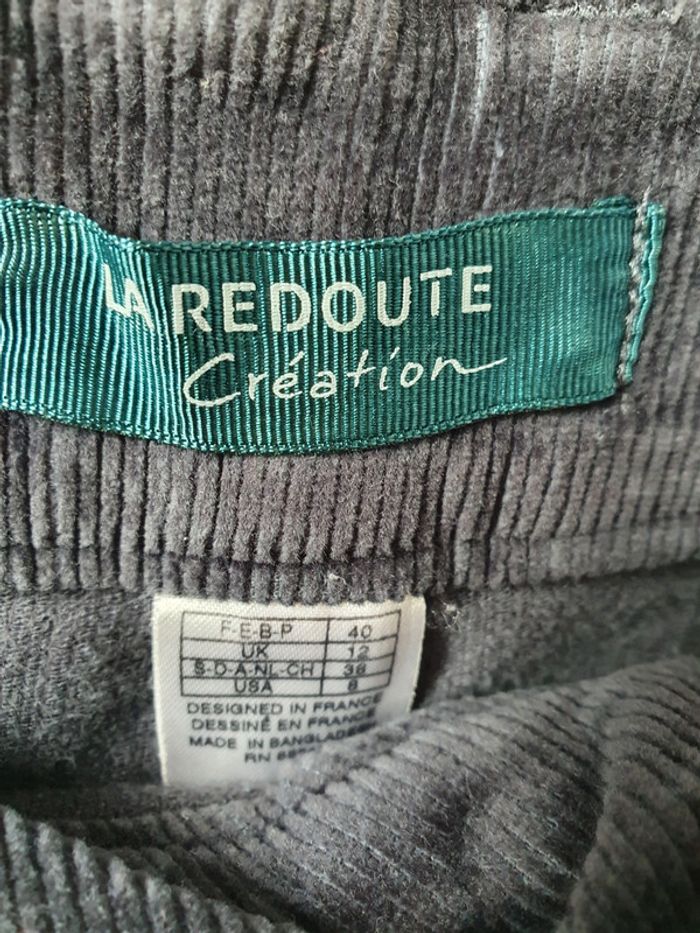 LA REDOUTE
Création
F-E-B-P 40
UK 12
S-D-A-NL-CH 38
USA 8
DESIGNED IN FRANCE
DESSINÉ EN FRANCE
MADE IN
RN